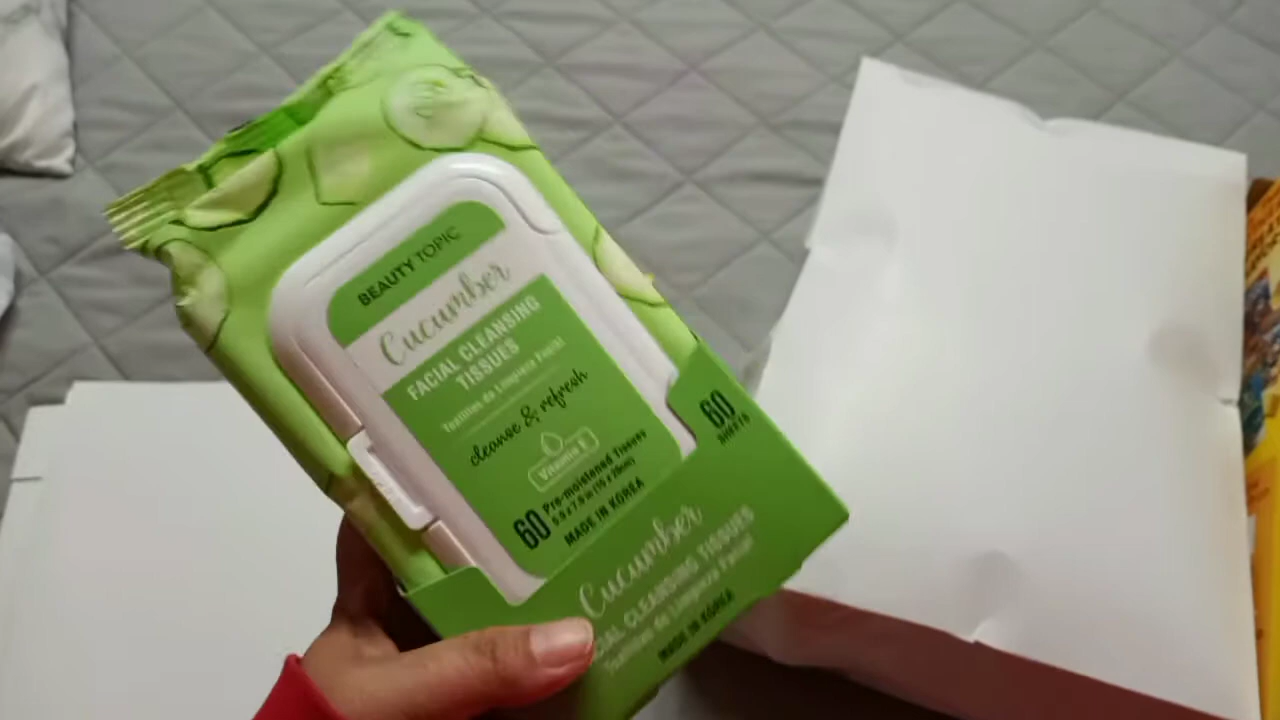 BEAUTY TOPIC
Cucumber
FACIAL CLEANSING
TISSUES
Toallitas de Limpieza Facial
cleanse & refresh
Vitamin E
60 Pre-moistened Tissues
MADE IN KOREA
60
SHEETS
Cucumber
CIAL CLEANSING TISSUES
Toallitas de Limpieza Facial
MADE IN KOREA